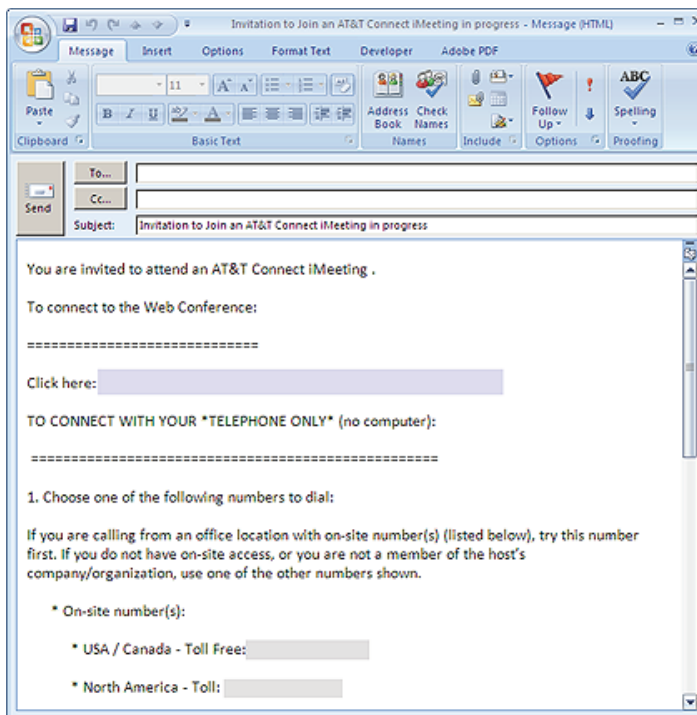 Invitation to Join an AT&T Connect iMeeting in progress - Message (HTML)
Message Insert Options Format Text Developer Adobe PDF
11 A A
Paste B I U ab A Address Book Check Names Follow Up ABC Spelling
Clipboard Basic Text Names Include Options Proofing
To...
Send Cc...
Subject: Invitation to Join an AT&T Connect iMeeting in progress
You are invited to attend an AT&T Connect iMeeting .
To connect to the Web Conference:
=============================
Click here:
TO CONNECT WITH YOUR *TELEPHONE ONLY* (no computer):
===================================================
1. Choose one of the following numbers to dial:
If you are calling from an office location with on-site number(s) (listed below), try this number
first. If you do not have on-site access, or you are not a member of the host's
company/organization, use one of the other numbers shown.
* On-site number(s):
* USA / Canada - Toll Free:
* North America - Toll: